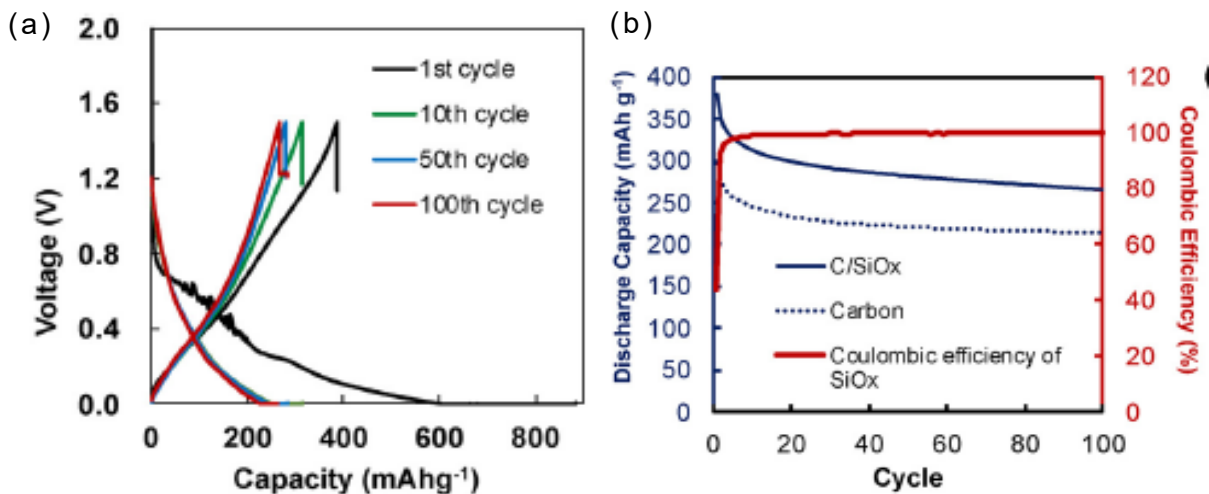 (a)
2.0
1.6
1.2
0.8
0.4
0.0
Voltage (V)
1st cycle
10th cycle
50th cycle
100th cycle
0 200 400 600 800
Capacity (mAhg-1)
(b)
400
350
300
250
200
150
100
50
0
Discharge Capacity (mAh g-1)
C/SiOx
Carbon
Coulombic efficiency of
SiOx
120
100
80
60
40
20
0
Coulombic Efficiency (%)
0 20 40 60 80 100
Cycle